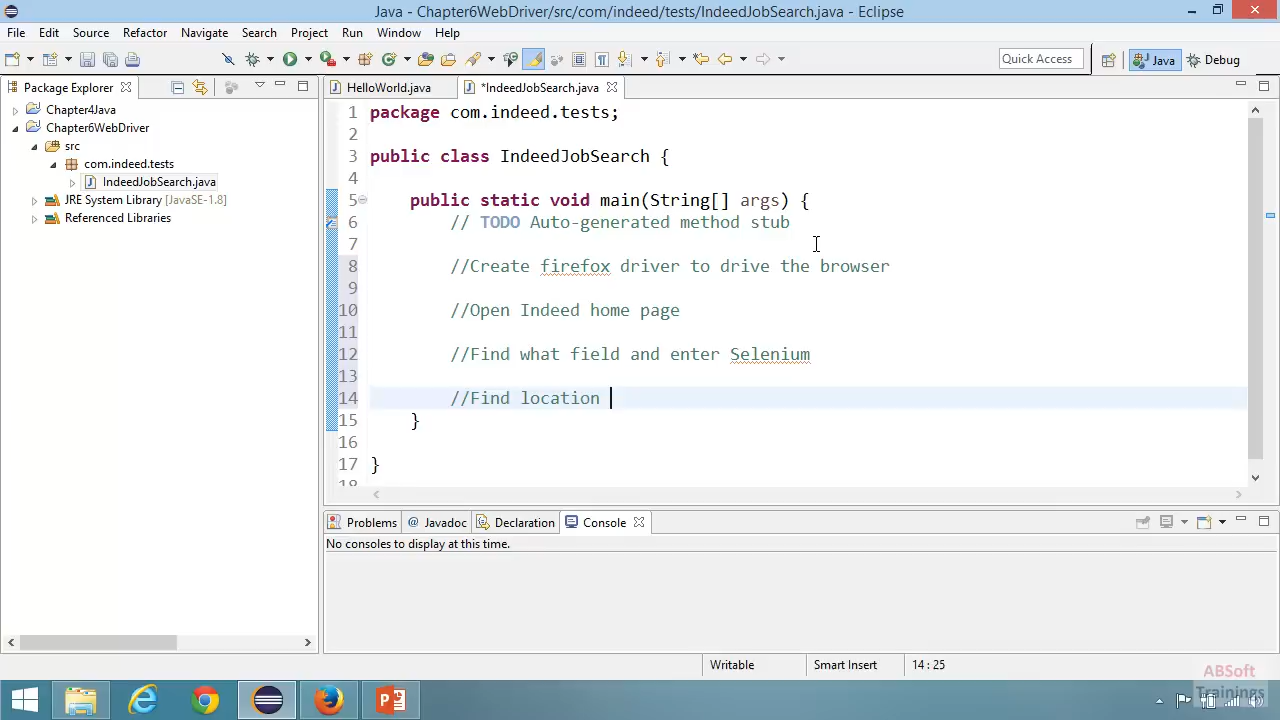 Java - Chapter6WebDriver/src/com/indeed/tests/IndeedJobSearch.java - Eclipse
File Edit Source Refactor Navigate Search Project Run Window Help
Quick Access Java Debug
Package Explorer
Chapter4Java
Chapter6WebDriver
src
com.indeed.tests
IndeedJobSearch.java
JRE System Library [JavaSE-1.8]
Referenced Libraries
HelloWorld.java *IndeedJobSearch.java
1 package com.indeed.tests;
2
3 public class IndeedJobSearch {
4
5 public static void main(String[] args) {
6 // TODO Auto-generated method stub
7
8 //Create firefox driver to drive the browser
9
10 //Open Indeed home page
11
12 //Find what field and enter Selenium
13
14 //Find location
15 }
16
17 }
18
Problems @ Javadoc Declaration Console
No consoles to display at this time.
Writable Smart Insert 14 : 25
ABSoft
Trainings